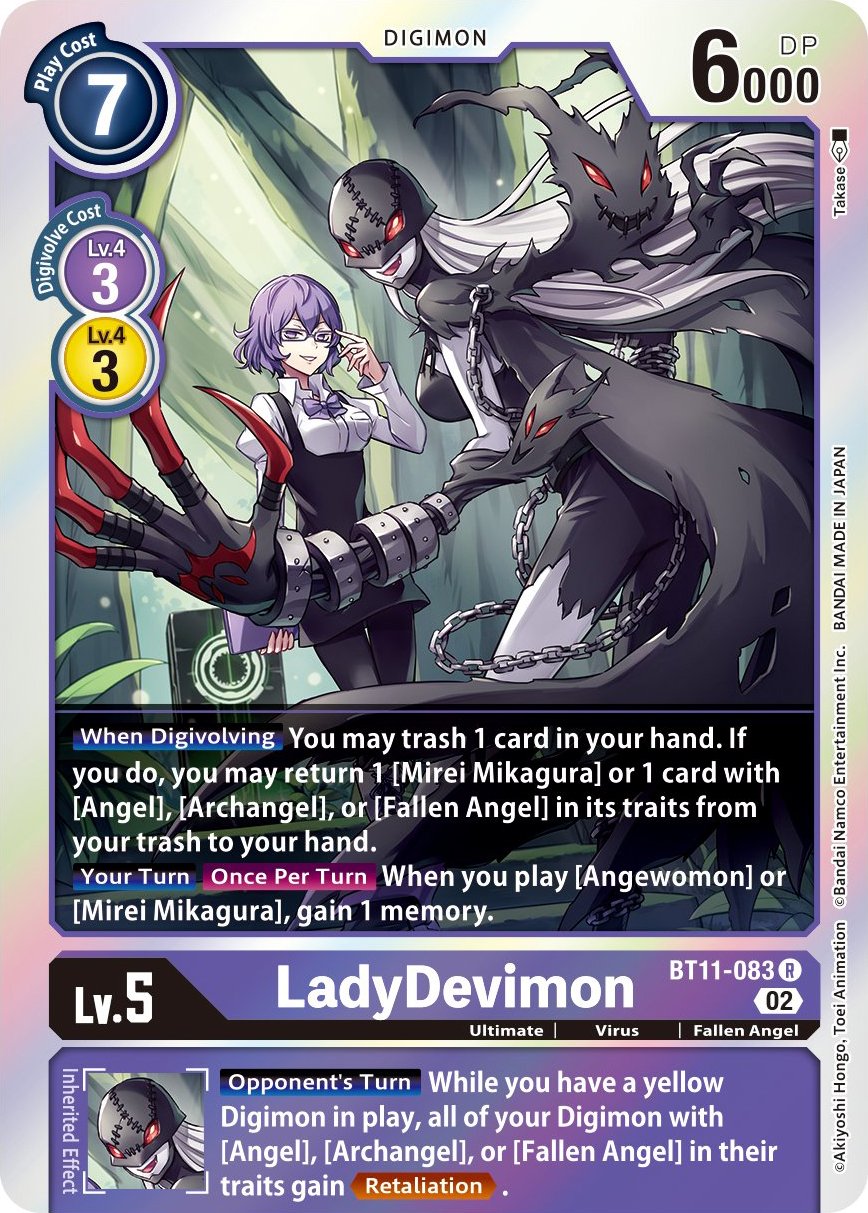 DIGIMON
Play Cost
7
DP
6000
Digivolve Cost
Lv.4
3
Lv.4
3
Takase
When Digivolving You may trash 1 card in your hand. If
you do, you may return 1 [Mirei Mikagura] or 1 card with
[Angel], [Archangel], or [Fallen Angel] in its traits from
your trash to your hand.
Your Turn Once Per Turn When you play [Angewomon] or
[Mirei Mikagura], gain 1 memory.
©Akiyoshi Hongo, Toei Animation ©Bandai Namco Entertainment Inc. BANDAI MADE IN JAPAN
Lv.5
LadyDevimon
BT11-083 R
02
Ultimate | Virus | Fallen Angel
Inherited Effect
Opponent's Turn While you have a yellow
Digimon in play, all of your Digimon with
[Angel], [Archangel], or [Fallen Angel] in their
traits gain Retaliation .